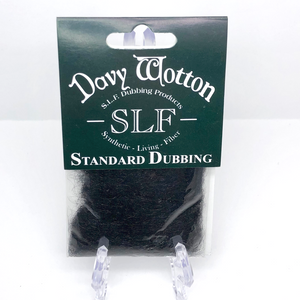 Davy Wotton
S.L.F. Dubbing Products
- SLF -
Synthetic - Living - Fiber
STANDARD DUBBING